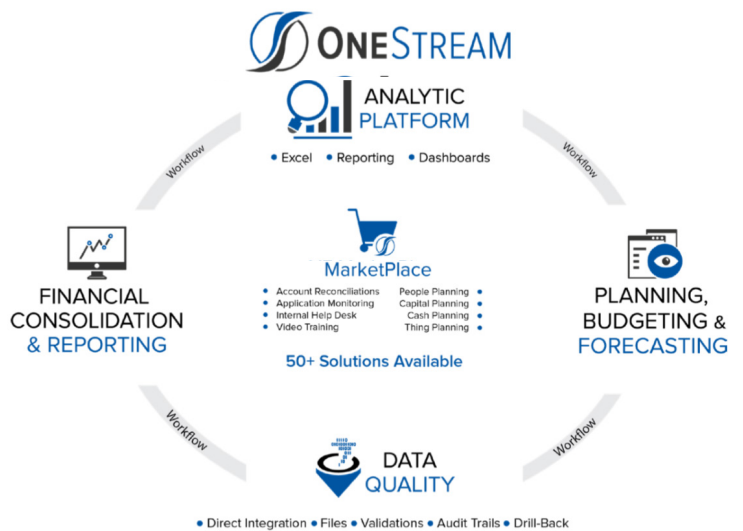 ONESTREAM
ANALYTIC
PLATFORM
• Excel • Reporting • Dashboards
Workflow
Workflow
MarketPlace
• Account Reconciliations
• Application Monitoring
• Internal Help Desk
• Video Training
People Planning •
Capital Planning •
Cash Planning •
Thing Planning •
50+ Solutions Available
FINANCIAL
CONSOLIDATION
& REPORTING
PLANNING,
BUDGETING &
FORECASTING
Workflow
Workflow
DATA
QUALITY
• Direct Integration • Files • Validations • Audit Trails • Drill-Back